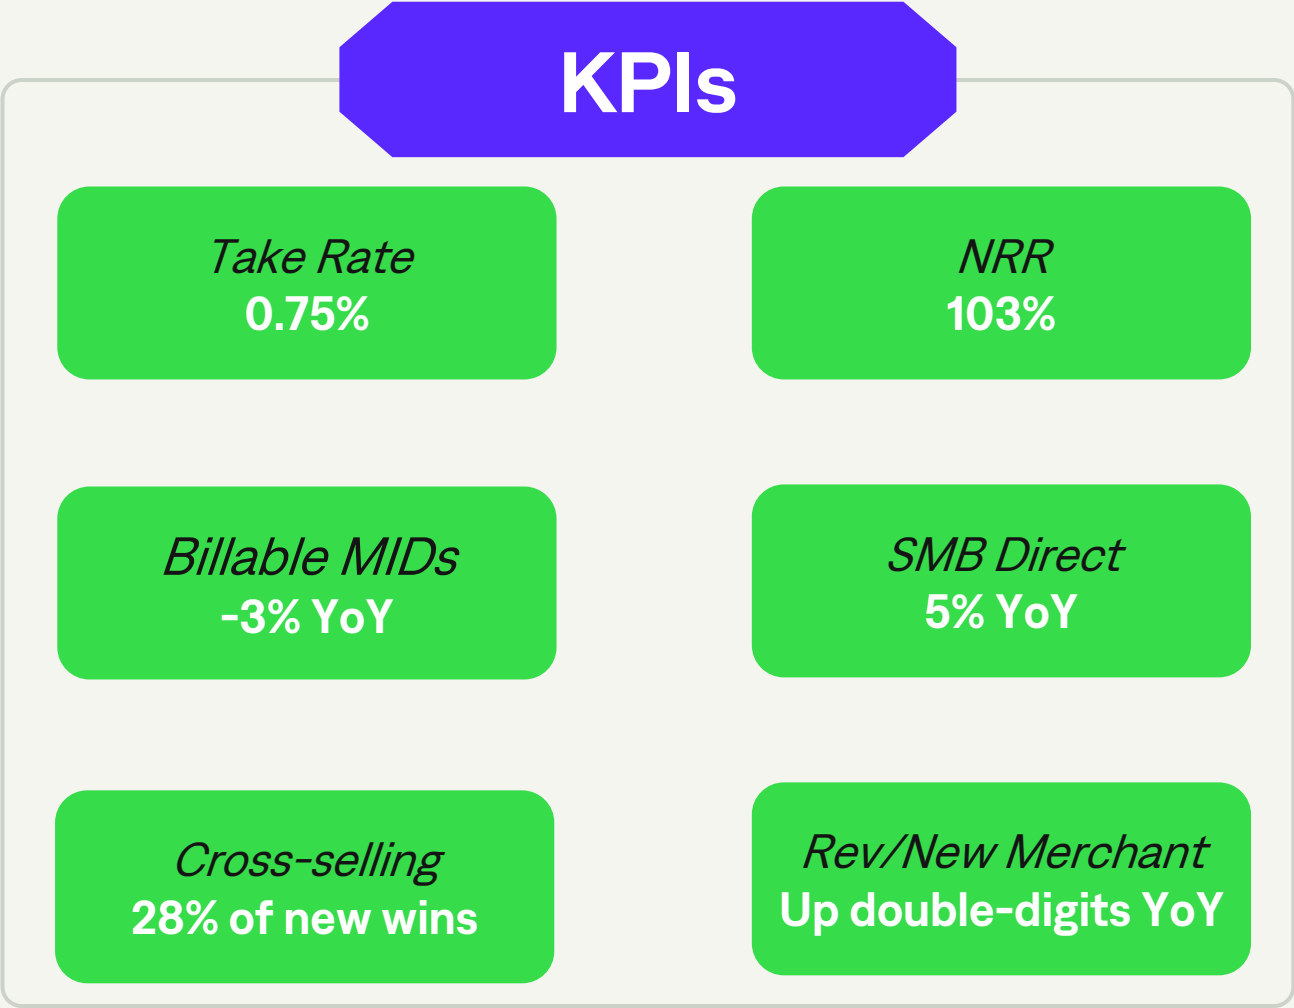 KPIs
Take Rate
0.75%
NRR
103%
Billable MIDs
-3% YoY
SMB Direct
5% YoY
Cross-selling
28% of new wins
Rev/New Merchant
Up double-digits YoY